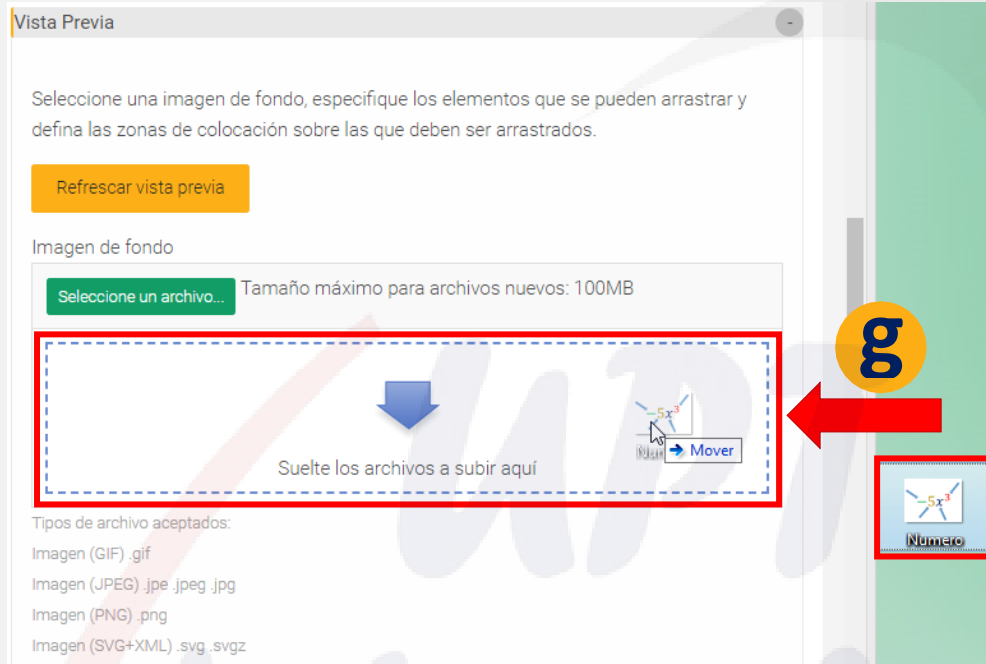 Vista Previa
-
Seleccione una imagen de fondo, especifique los elementos que se pueden arrastrar y
defina las zonas de colocación sobre las que deben ser arrastrados.
Refrescar vista previa
Imagen de fondo
Seleccione un archivo... Tamaño máximo para archivos nuevos: 100MB
g
-5x³
Mover
Suelte los archivos a subir aquí
-5x³
Numero
Tipos de archivo aceptados:
Imagen (GIF) .gif
Imagen (JPEG) .jpe .jpeg .jpg
Imagen (PNG) .png
Imagen (SVG+XML) .svg .svgz
UPT